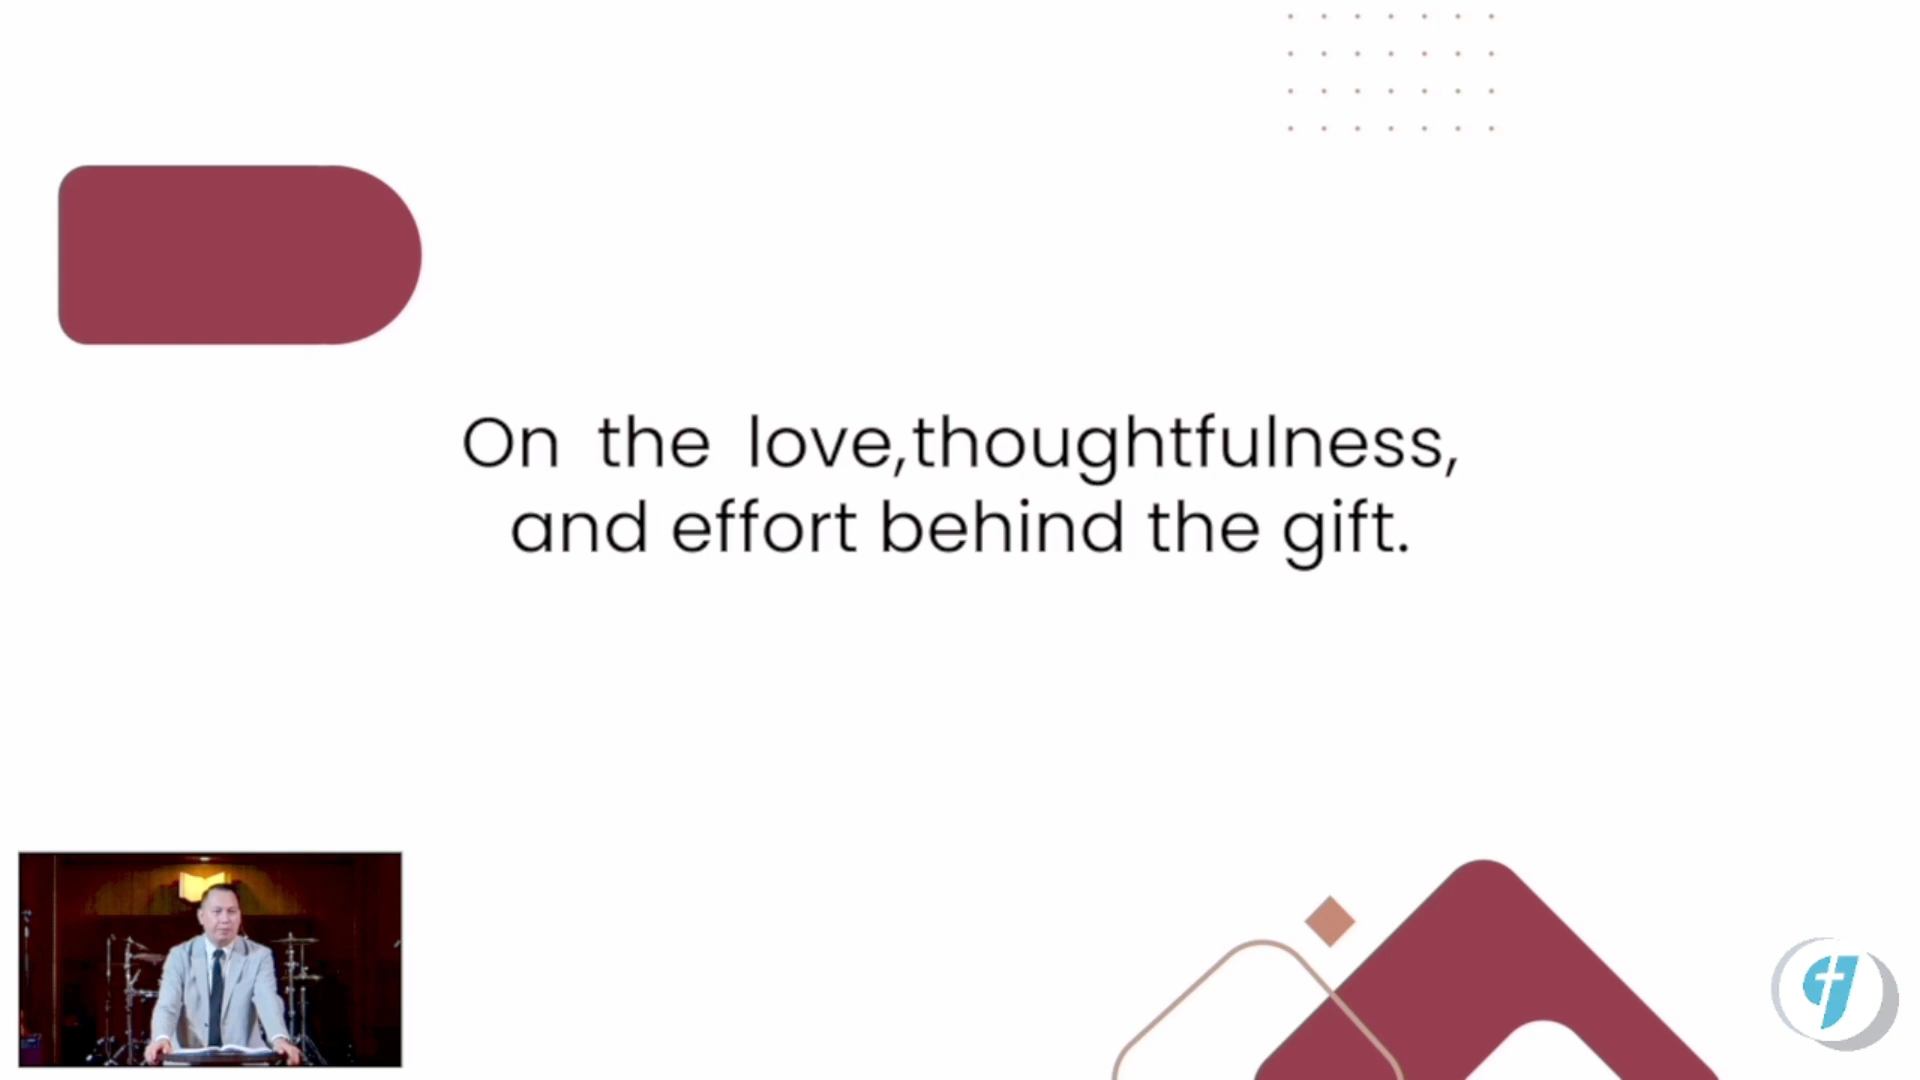 On the love,thoughtfulness,
and effort behind the gift.